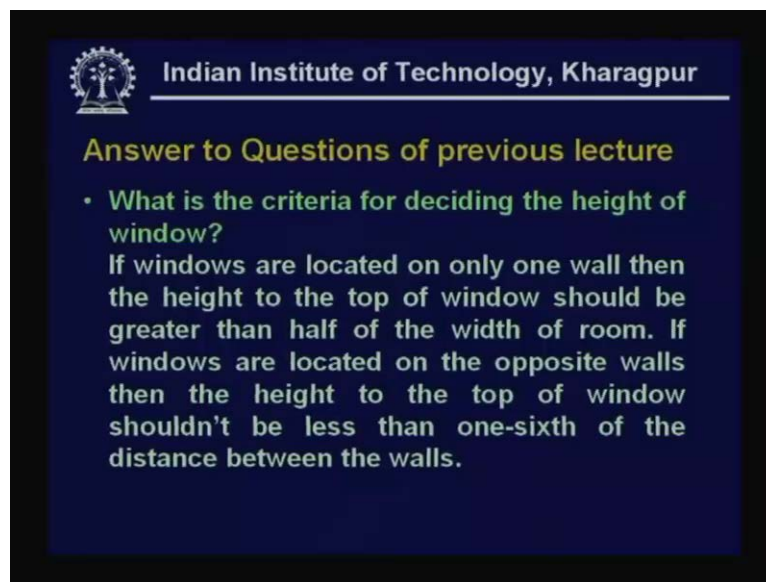 Indian Institute of Technology, Kharagpur
Answer to Questions of previous lecture
• What is the criteria for deciding the height of
window?
If windows are located on only one wall then
the height to the top of window should be
greater than half of the width of room. If
windows are located on the opposite walls
then the height to the top of window
shouldn't be less than one-sixth of the
distance between the walls.